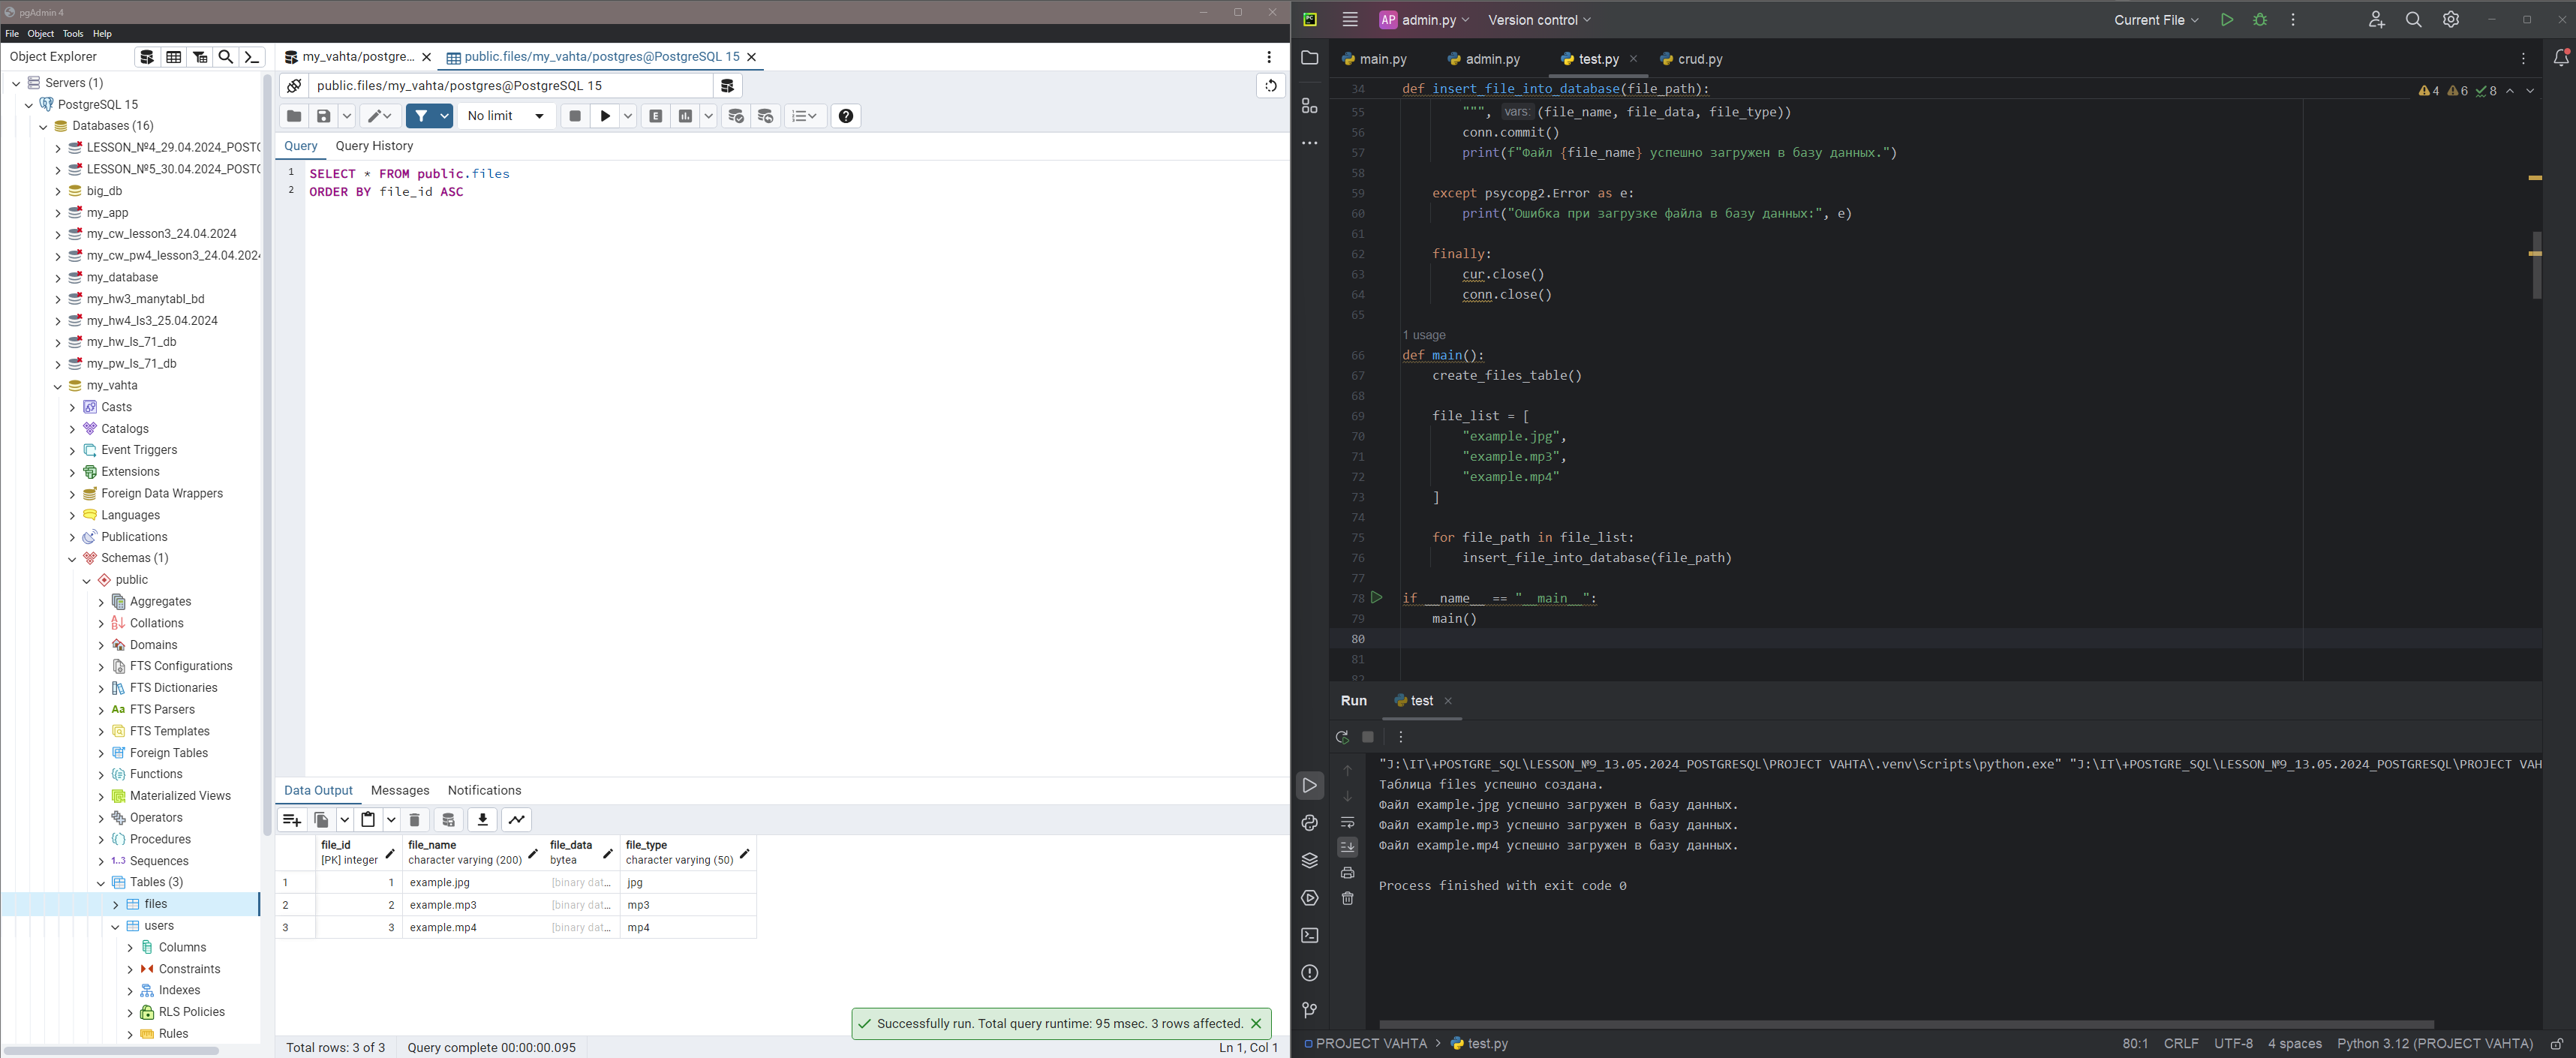 pgAdmin 4
File Object Tools Help
Object Explorer
Servers (1)
PostgreSQL 15
Databases (16)
LESSON_№4_29.04.2024_POST
LESSON_№5_30.04.2024_POST
big_db
my_app
my_cw_lesson3_24.04.2024
my_cw_pw4_lesson3_24.04.202
my_database
my_hw3_manytabl_bd
my_hw4_ls3_25.04.2024
my_hw_ls_71_db
my_pw_ls_71_db
my_vahta
Casts
Catalogs
Event Triggers
Extensions
Foreign Data Wrappers
Languages
Publications
Schemas (1)
public
Aggregates
Collations
Domains
FTS Configurations
FTS Dictionaries
FTS Parsers
FTS Templates
Foreign Tables
Functions
Materialized Views
Operators
Procedures
Sequences
Tables (3)
files
users
Columns
Constraints
Indexes
RLS Policies
Rules
my_vahta/postgre...
public.files/my_vahta/postgres@PostgreSQL 15
public.files/my_vahta/postgres@PostgreSQL 15
No limit
Query Query History
1 SELECT * FROM public.files
2 ORDER BY file_id ASC
Data Output Messages Notifications
file_id file_name file_data file_type
[PK] integer character varying (200) bytea character varying (50)
1 1 example.jpg [binary dat... jpg
2 2 example.mp3 [binary dat... mp3
3 3 example.mp4 [binary dat... mp4
Successfully run. Total query runtime: 95 msec. 3 rows affected.
Total rows: 3 of 3 Query complete 00:00:00.095 Ln 1, Col 1
AP admin.py Version control Current File
main.py admin.py test.py crud.py
34 def insert_file_into_database(file_path): 4 6 8
55 """, vars: (file_name, file_data, file_type))
56 conn.commit()
57 print(f"Файл {file_name} успешно загружен в базу данных.")
58
59 except psycopg2.Error as e:
60 print("Ошибка при загрузке файла в базу данных:", e)
61
62 finally:
63 cur.close()
64 conn.close()
65
1 usage
66 def main():
67 create_files_table()
68
69 file_list = [
70 "example.jpg",
71 "example.mp3",
72 "example.mp4"
73 ]
74
75 for file_path in file_list:
76 insert_file_into_database(file_path)
77
78 if __name__ == "__main__":
79 main()
80
81
82
Run test
"J:\IT\+POSTGRE_SQL\LESSON_№9_13.05.2024_POSTGRESQL\PROJECT VAHTA\.venv\Scripts\python.exe" "J:\IT\+POSTGRE_SQL\LESSON_№9_13.05.2024_POSTGRESQL\PROJECT VAH
Таблица files успешно создана.
Файл example.jpg успешно загружен в базу данных.
Файл example.mp3 успешно загружен в базу данных.
Файл example.mp4 успешно загружен в базу данных.
Process finished with exit code 0
PROJECT VAHTA > test.py 80:1 CRLF UTF-8 4 spaces Python 3.12 (PROJECT VAHTA)